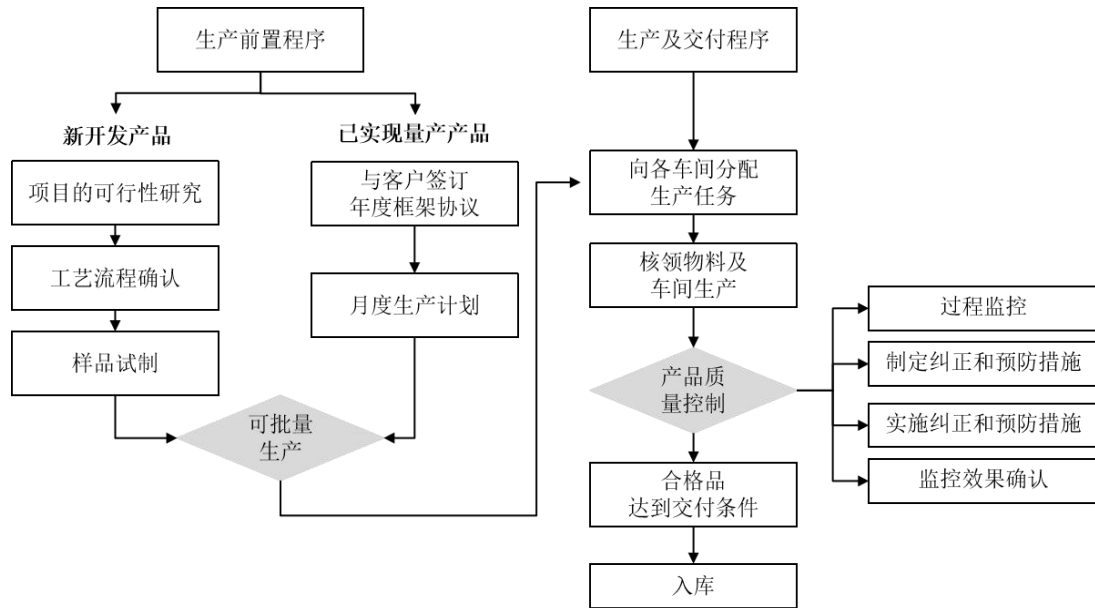 生产前置程序
新开发产品
已实现量产产品
项目的可行性研究
工艺流程确认
样品试制
与客户签订
年度框架协议
月度生产计划
可批量
生产
生产及交付程序
向各车间分配
生产任务
核领物料及
车间生产
产品质
量控制
过程监控
制定纠正和预防措施
实施纠正和预防措施
监控效果确认
合格品
达到交付条件
入库